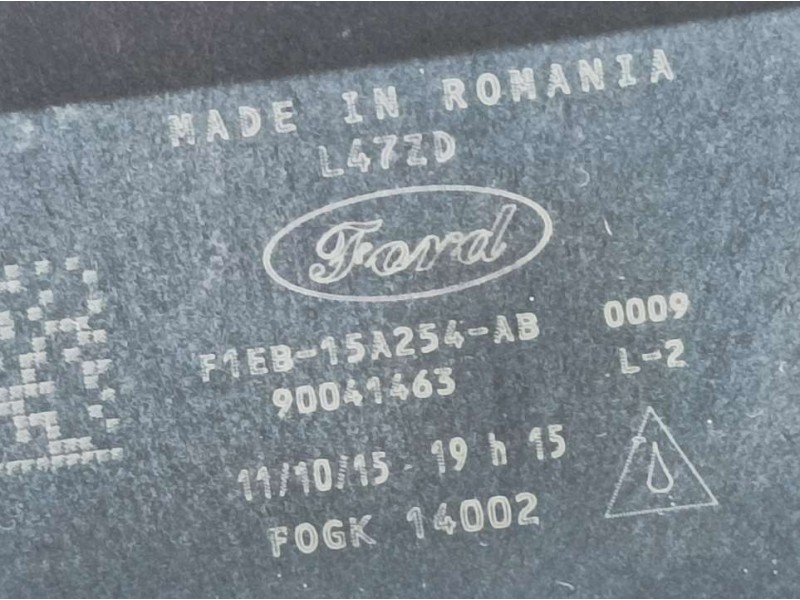 MADE IN ROMANIA
L47ZD
Ford
F1EB-15A254-AB 0009
90041463 L-2
11/10/15 19 h 15
FOGK 14002